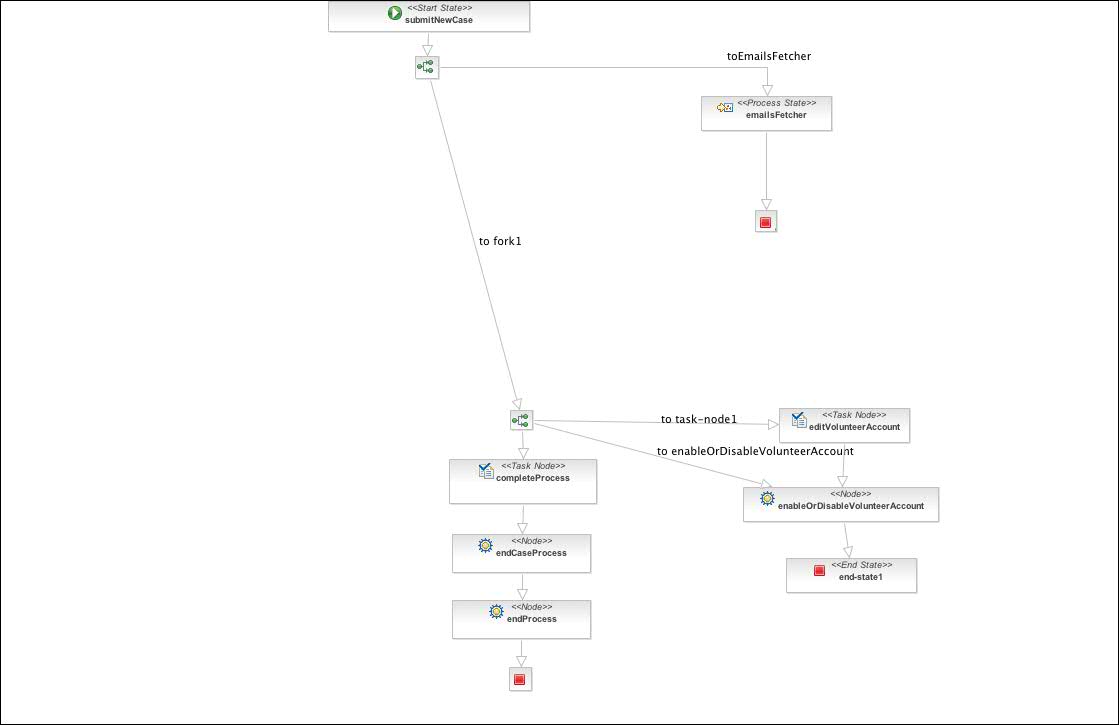 <<Start State>>
submitNewCase
toEmailsFetcher
<<Process State>>
emailsFetcher
to fork1
to task-node1
<<Task Node>>
editVolunteerAccount
to enableOrDisableVolunteerAccount
<<Task Node>>
completeProcess
<<Node>>
enableOrDisableVolunteerAccount
<<Node>>
endCaseProcess
<<End State>>
end-state1
<<Node>>
endProcess